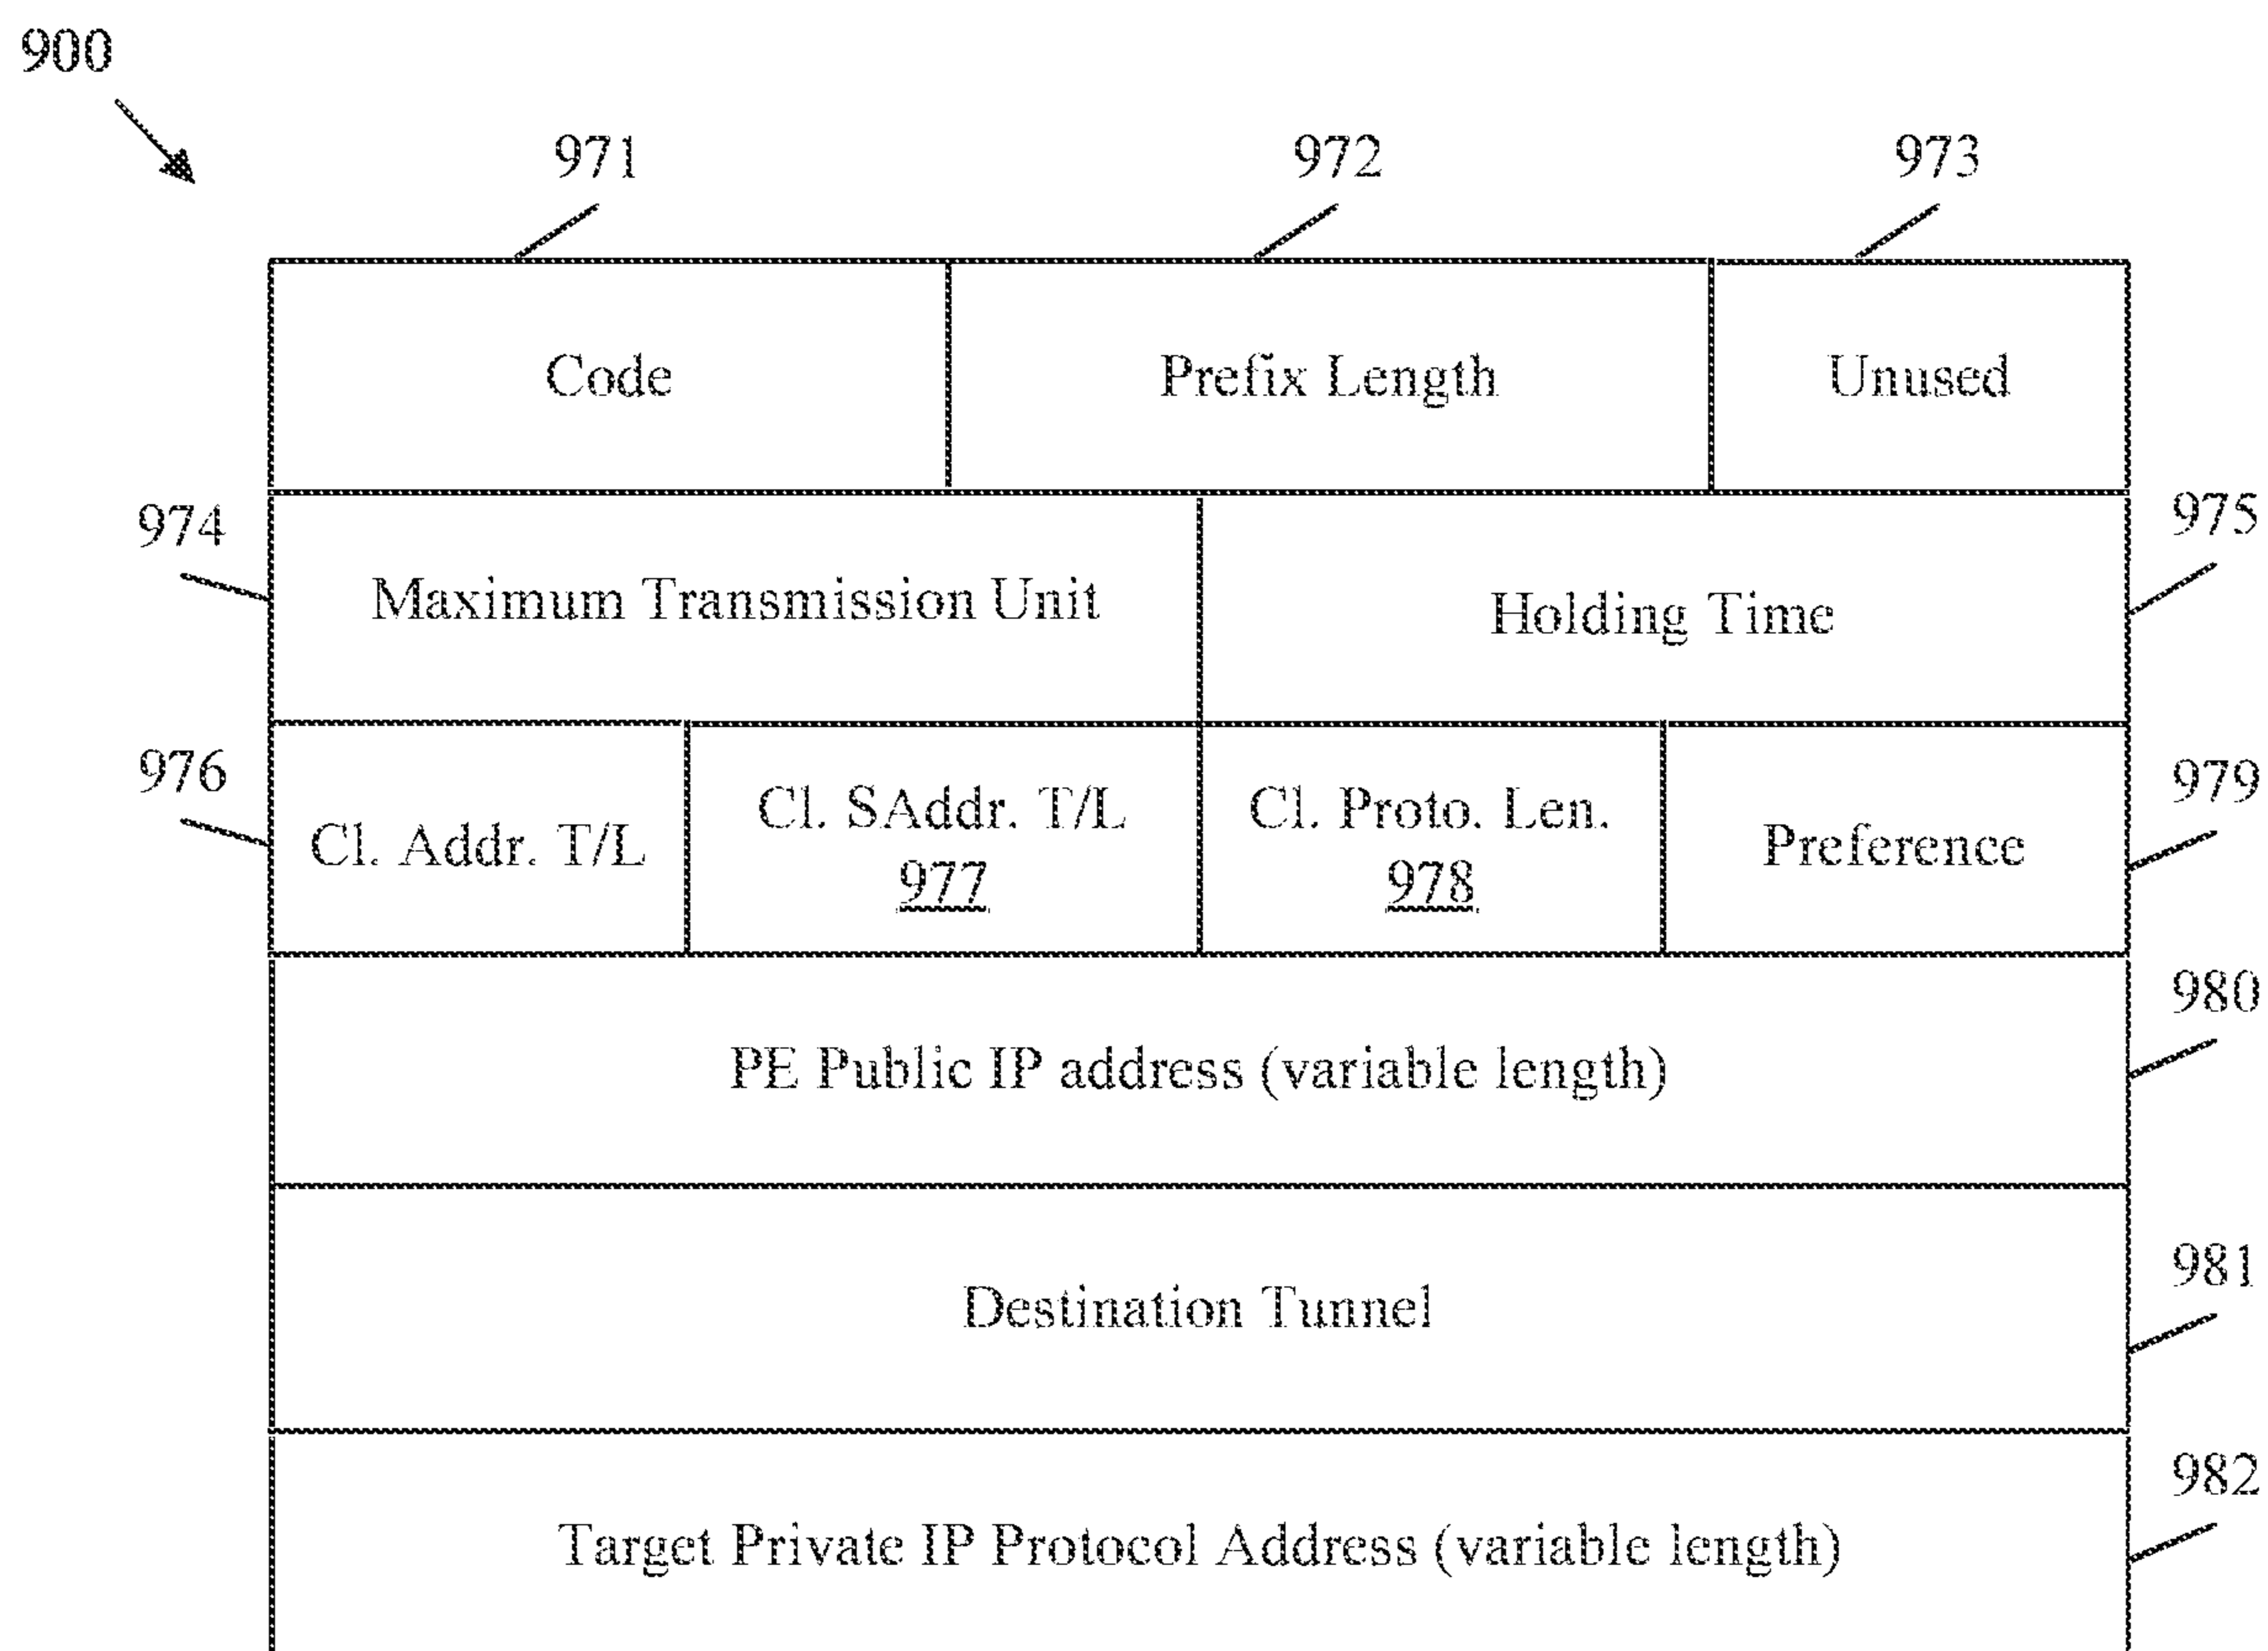 900
971
972
973
Code
Prefix Length
Unused
974
975
Maximum Transmission Unit
Holding Time
976
979
Cl. Addr. T/L
Cl. SAddr. T/L
977
Cl. Proto. Len.
978
Preference
980
PE Public IP address (variable length)
981
Destination Tunnel
982
Target Private IP Protocol Address (variable length)